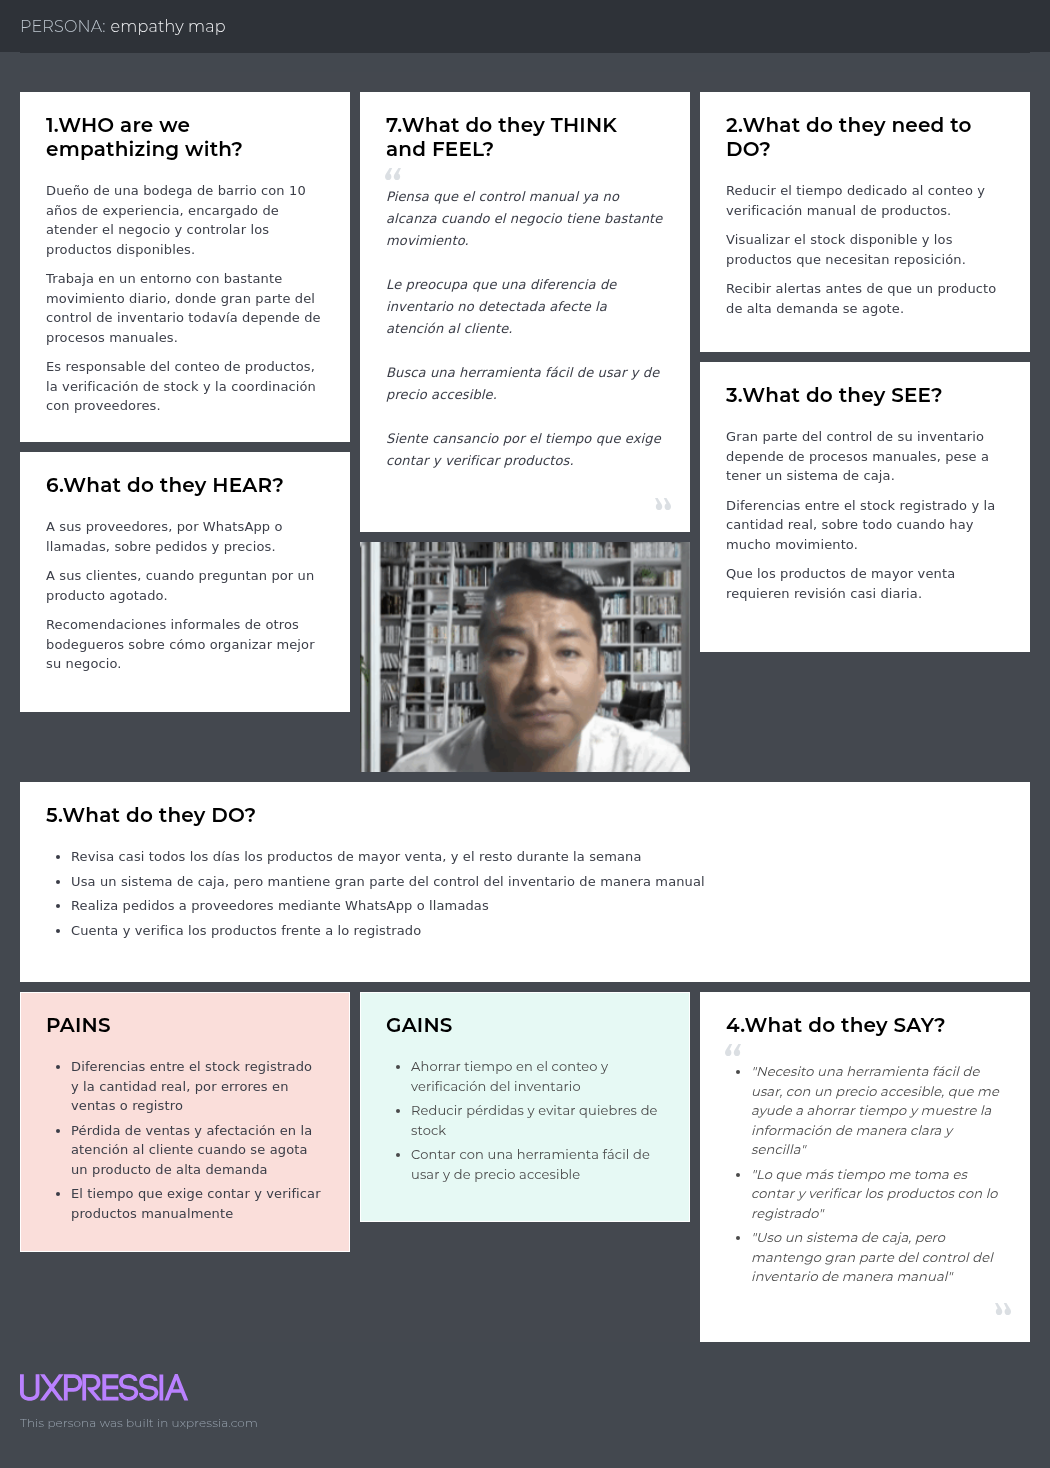 PERSONA: empathy map
1.WHO are we
empathizing with?
Dueño de una bodega de barrio con 10
años de experiencia, encargado de
atender el negocio y controlar los
productos disponibles.
Trabaja en un entorno con bastante
movimiento diario, donde gran parte del
control de inventario todavía depende de
procesos manuales.
Es responsable del conteo de productos,
la verificación de stock y la coordinación
con proveedores.
6.What do they HEAR?
A sus proveedores, por WhatsApp o
llamadas, sobre pedidos y precios.
A sus clientes, cuando preguntan por un
producto agotado.
Recomendaciones informales de otros
bodegueros sobre cómo organizar mejor
su negocio.
7.What do they THINK
and FEEL?
“
Piensa que el control manual ya no
alcanza cuando el negocio tiene bastante
movimiento.
Le preocupa que una diferencia de
inventario no detectada afecte la
atención al cliente.
Busca una herramienta fácil de usar y de
precio accesible.
Siente cansancio por el tiempo que exige
contar y verificar productos.
”
2.What do they need to
DO?
Reducir el tiempo dedicado al conteo y
verificación manual de productos.
Visualizar el stock disponible y los
productos que necesitan reposición.
Recibir alertas antes de que un producto
de alta demanda se agote.
3.What do they SEE?
Gran parte del control de su inventario
depende de procesos manuales, pese a
tener un sistema de caja.
Diferencias entre el stock registrado y la
cantidad real, sobre todo cuando hay
mucho movimiento.
Que los productos de mayor venta
requieren revisión casi diaria.
5.What do they DO?
• Revisa casi todos los días los productos de mayor venta, y el resto durante la semana
• Usa un sistema de caja, pero mantiene gran parte del control del inventario de manera manual
• Realiza pedidos a proveedores mediante WhatsApp o llamadas
• Cuenta y verifica los productos frente a lo registrado
PAINS
• Diferencias entre el stock registrado
y la cantidad real, por errores en
ventas o registro
• Pérdida de ventas y afectación en la
atención al cliente cuando se agota
un producto de alta demanda
• El tiempo que exige contar y verificar
productos manualmente
GAINS
• Ahorrar tiempo en el conteo y
verificación del inventario
• Reducir pérdidas y evitar quiebres de
stock
• Contar con una herramienta fácil de
usar y de precio accesible
4.What do they SAY?
“
• "Necesito una herramienta fácil de
usar, con un precio accesible, que me
ayude a ahorrar tiempo y muestre la
información de manera clara y
sencilla"
• "Lo que más tiempo me toma es
contar y verificar los productos con lo
registrado"
• "Uso un sistema de caja, pero
mantengo gran parte del control del
inventario de manera manual"
”
UXPRESSIA
This persona was built in uxpressia.com